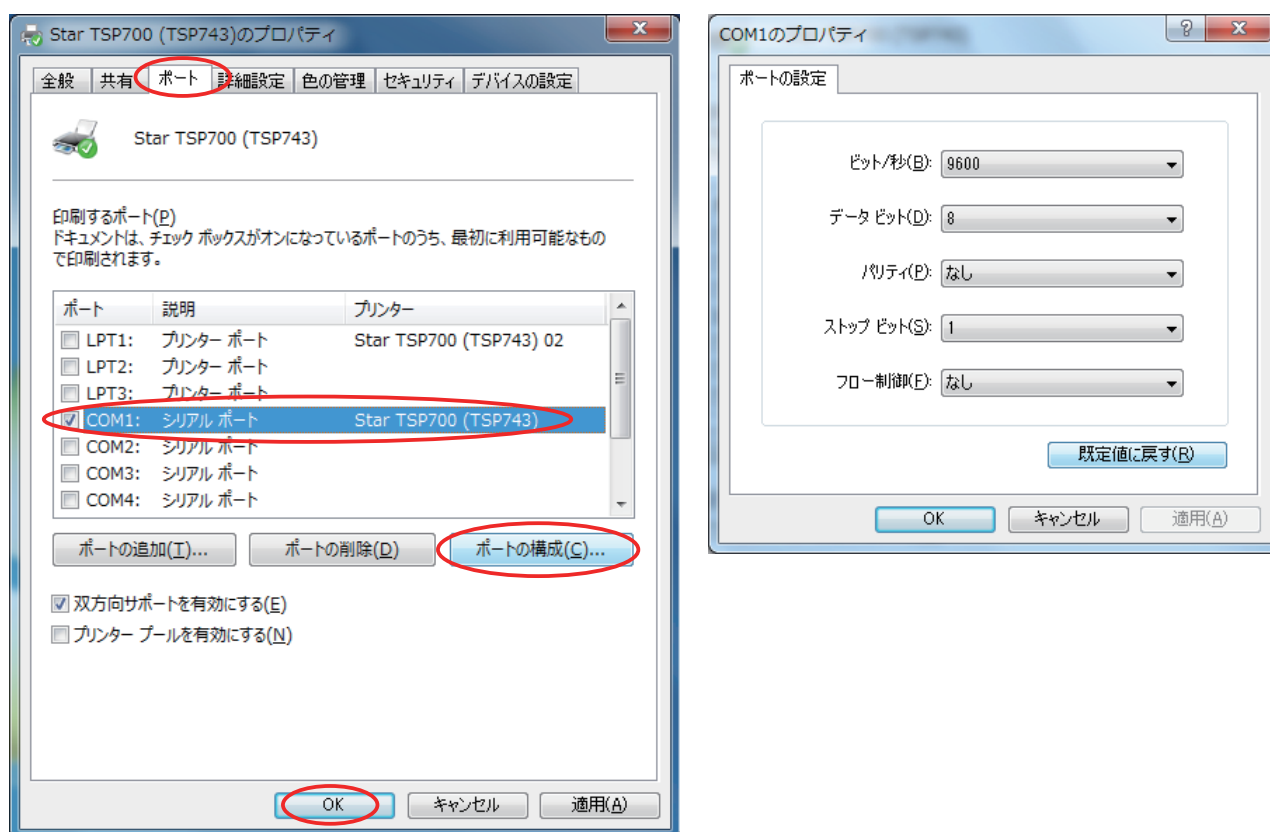 Star TSP700 (TSP743)のプロパティ
全般 共有 ポート 詳細設定 色の管理 セキュリティ デバイスの設定
Star TSP700 (TSP743)
印刷するポート(P)
ドキュメントは、チェック ボックスがオンになっているポートのうち、最初に利用可能なもの
で印刷されます。
ポート 説明 プリンター
LPT1: プリンター ポート Star TSP700 (TSP743) 02
LPT2: プリンター ポート
LPT3: プリンター ポート
COM1: シリアル ポート Star TSP700 (TSP743)
COM2: シリアル ポート
COM3: シリアル ポート
COM4: シリアル ポート
ポートの追加(T)... ポートの削除(D) ポートの構成(C)...
双方向サポートを有効にする(E)
プリンター プールを有効にする(N)
OK キャンセル 適用(A)
COM1のプロパティ
ポートの設定
ビット/秒(B): 9600
データ ビット(D): 8
パリティ(P): なし
ストップ ビット(S): 1
フロー制御(F): なし
既定値に戻す(R)
OK キャンセル 適用(A)